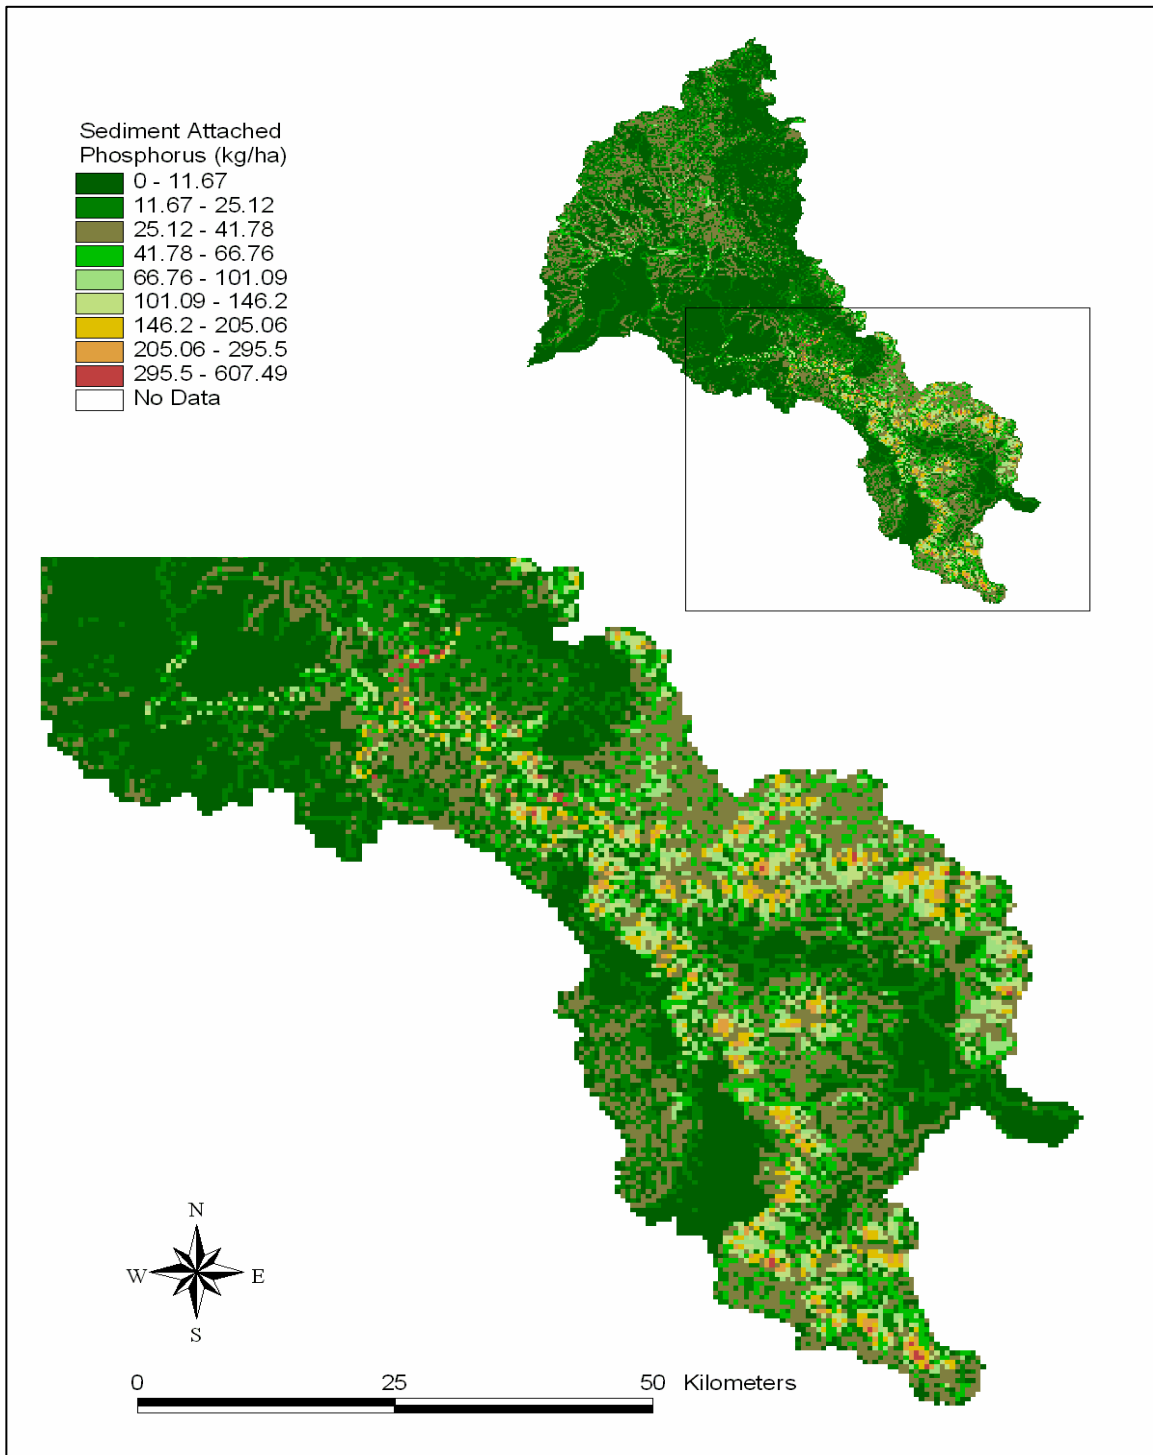 Sediment Attached
Phosphorus (kg/ha)
0 - 11.67
11.67 - 25.12
25.12 - 41.78
41.78 - 66.76
66.76 - 101.09
101.09 - 146.2
146.2 - 205.06
205.06 - 295.5
295.5 - 607.49
No Data
N
W E
S
0 25 50 Kilometers